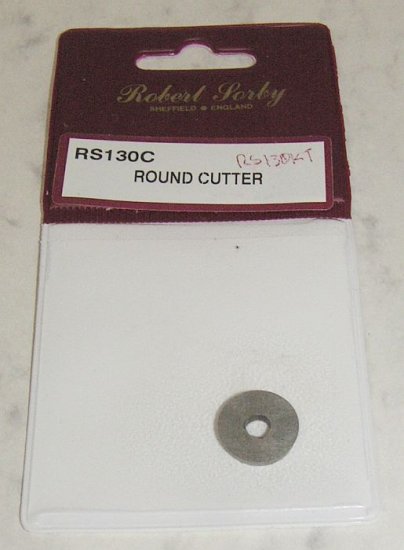 Robert Sorby
SHEFFIELD ● ENGLAND
RS130C
ROUND CUTTER